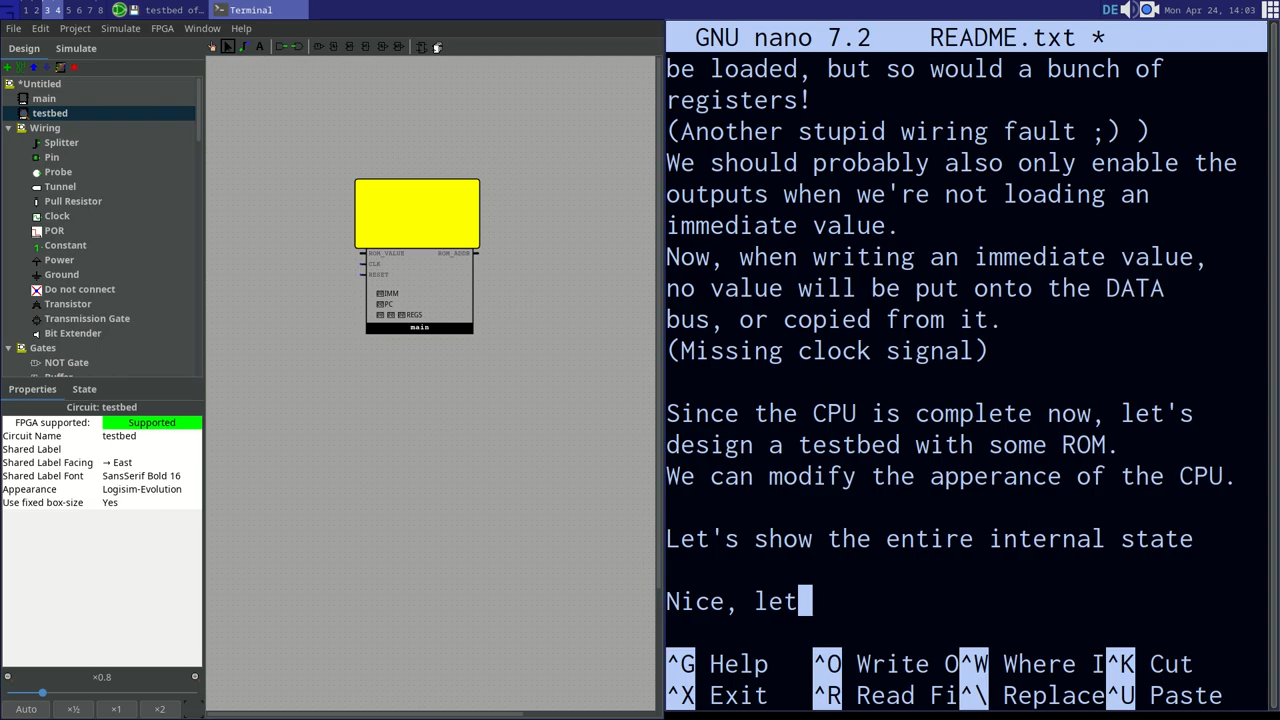 1 2 3 4 5 6 7 8
testbed of...
Terminal
DE
Mon Apr 24, 14:03
File Edit Project Simulate FPGA Window Help
Design Simulate
*Untitled
main
testbed
Wiring
Splitter
Pin
Probe
Tunnel
Pull Resistor
Clock
POR
Constant
Power
Ground
Do not connect
Transistor
Transmission Gate
Bit Extender
Gates
NOT Gate
Properties State
Circuit: testbed
FPGA supported: Supported
Circuit Name testbed
Shared Label
Shared Label Facing → East
Shared Label Font SansSerif Bold 16
Appearance Logisim-Evolution
Use fixed box-size Yes
×0.8
Auto ×½ ×1 ×2
ROM_VALUE ROM_ADDR
CLK
RESET
IMM
PC
REGS
main
GNU nano 7.2 README.txt *
be loaded, but so would a bunch of
registers!
(Another stupid wiring fault ;) )
We should probably also only enable the
outputs when we're not loading an
immediate value.
Now, when writing an immediate value,
no value will be put onto the DATA
bus, or copied from it.
(Missing clock signal)
Since the CPU is complete now, let's
design a testbed with some ROM.
We can modify the apperance of the CPU.
Let's show the entire internal state
Nice, let
^G Help ^O Write O^W Where I^K Cut
^X Exit ^R Read Fi^\ Replace^U Paste